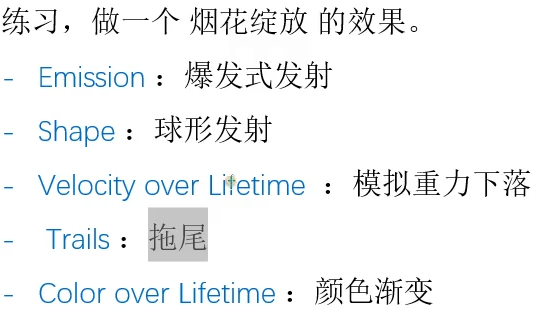 练习，做一个 烟花绽放 的效果。
- Emission：爆发式发射
- Shape：球形发射
- Velocity over Lifetime ：模拟重力下落
- Trails：拖尾
- Color over Lifetime：颜色渐变